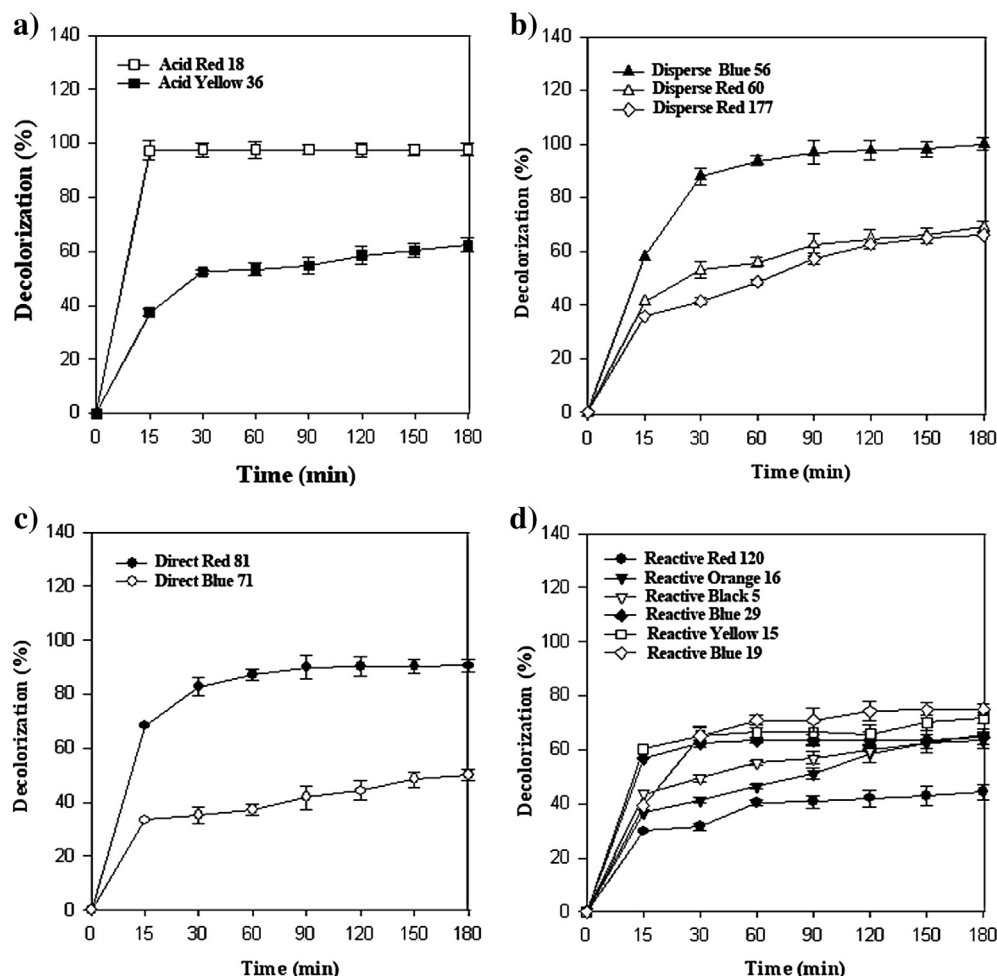 a)
140
120
100
80
60
40
20
0
Decolorization (%)
Acid Red 18
Acid Yellow 36
0 15 30 60 90 120 150 180
Time (min)
b)
140
120
100
80
60
40
20
0
Decolorization (%)
Disperse Blue 56
Disperse Red 60
Disperse Red 177
0 15 30 60 90 120 150 180
Time (min)
c)
140
120
100
80
60
40
20
0
Decolorization (%)
Direct Red 81
Direct Blue 71
0 15 30 60 90 120 150 180
Time (min)
d)
140
120
100
80
60
40
20
0
Decolorization (%)
Reactive Red 120
Reactive Orange 16
Reactive Black 5
Reactive Blue 29
Reactive Yellow 15
Reactive Blue 19
0 15 30 60 90 120 150 180
Time (min)